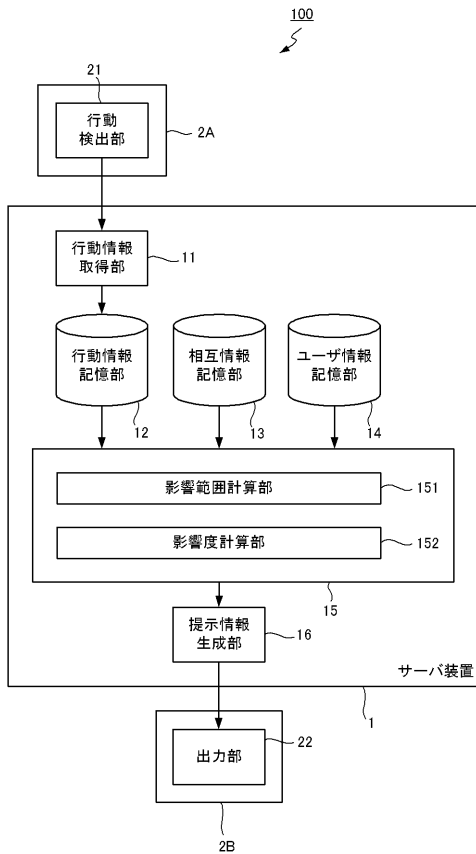 100
21
行動
検出部
2A
行動情報
取得部
11
行動情報
記憶部
相互情報
記憶部
ユーザ情報
記憶部
12
13
14
影響範囲計算部
151
影響度計算部
152
15
提示情報
生成部
16
サーバ装置
1
出力部
22
2B